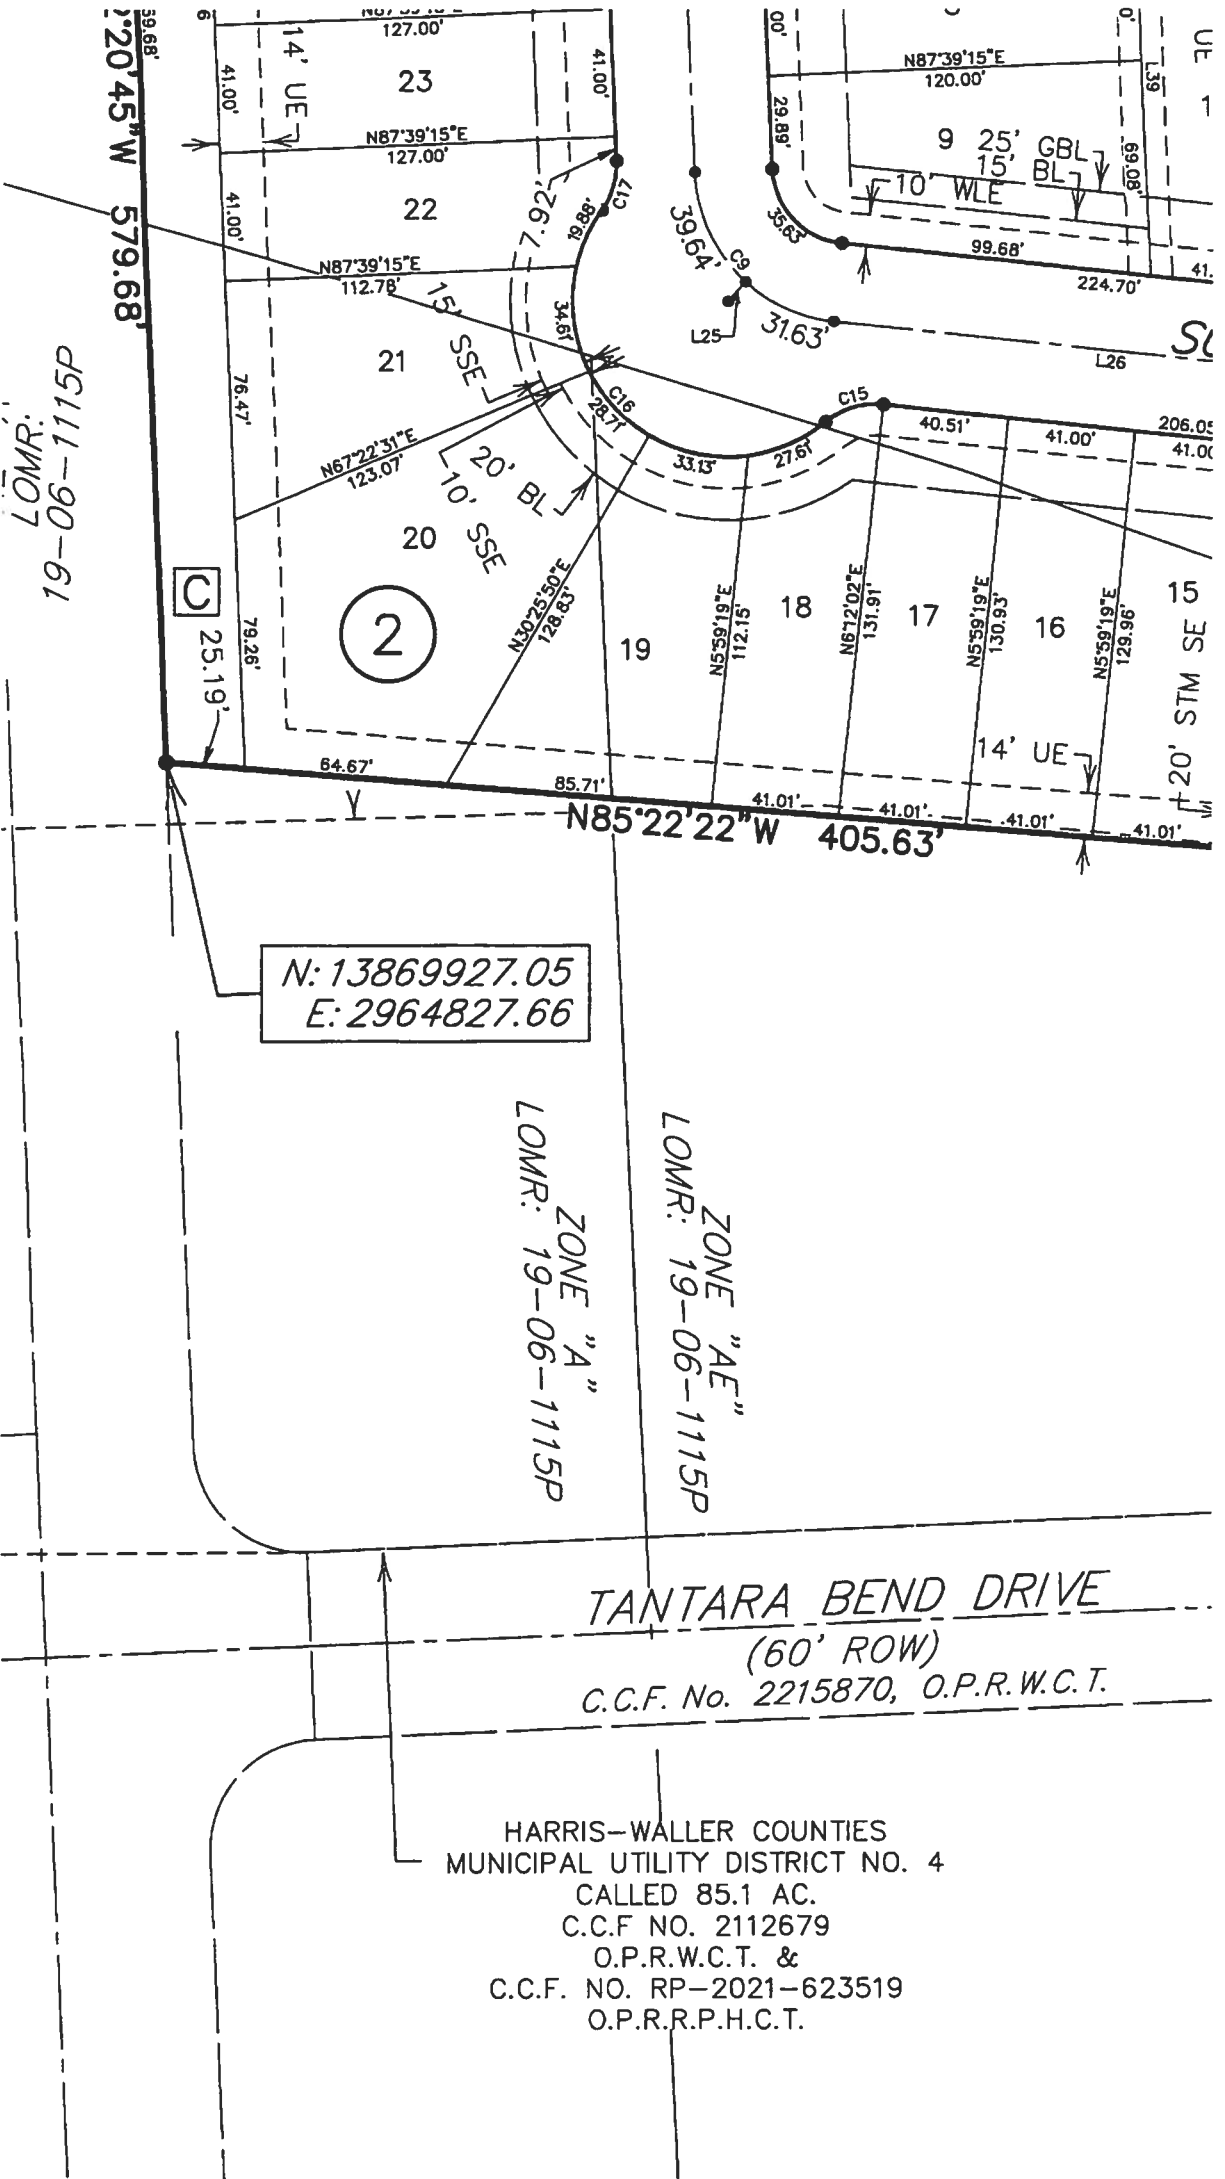 127.00'
23
41.00'
14' UE
41.00'
N87°39'15"E
127.00'
22
41.00'
N87°39'15"E
112.78'
C17
19.88'
7.92'
34.61'
15' SSE
21
76.47'
N67°22'31"E
123.07'
C16
28.71'
20' BL
10' SSE
20
79.26'
C
25.19'
2
N30°25'50"E
128.83'
33.13'
27.61'
C15
19
N5°59'19"E
112.15'
18
N6°12'02"E
131.91'
17
N5°59'19"E
130.93'
16
N5°59'19"E
129.96'
15
20' STM SE
14' UE
40.51'
41.00'
206.05
41.00
39.64'
C9
L25
31.63'
L26
29.89'
35.63'
N87°39'15"E
120.00'
L39
69.08'
9
25' GBL
15' BL
10' WLE
99.68'
224.70'
41.
UE
59.68'
°20'45"W 579.68'
LOMR:
19-06-1115P
64.67'
85.71'
41.01'
41.01'
41.01'
41.01'
N85°22'22"W 405.63'
N: 13869927.05
E: 2964827.66
ZONE "A"
LOMR: 19-06-1115P
ZONE "AE"
LOMR: 19-06-1115P
TANTARA BEND DRIVE
(60' ROW)
C.C.F. No. 2215870, O.P.R.W.C.T.
HARRIS-WALLER COUNTIES
MUNICIPAL UTILITY DISTRICT NO. 4
CALLED 85.1 AC.
C.C.F NO. 2112679
O.P.R.W.C.T. &
C.C.F. NO. RP-2021-623519
O.P.R.R.P.H.C.T.